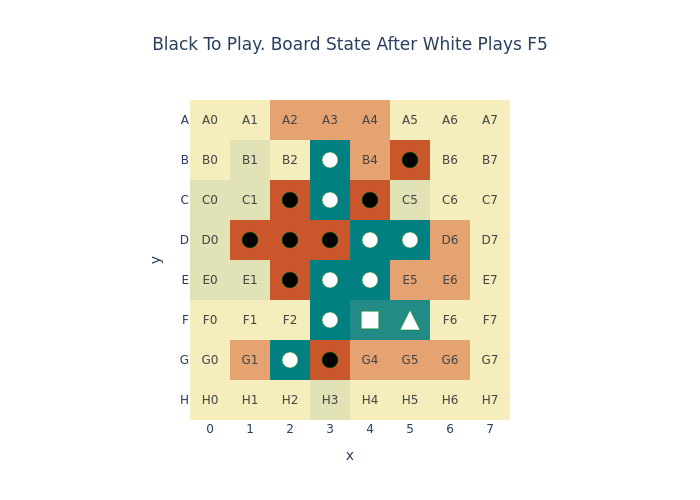 Black To Play. Board State After White Plays F5
A A0 A1 A2 A3 A4 A5 A6 A7
B B0 B1 B2 B4 B6 B7
C C0 C1 C5 C6 C7
D D0 D6 D7
E E0 E1 E5 E6 E7
F F0 F1 F2 F6 F7
G G0 G1 G4 G5 G6 G7
H H0 H1 H2 H3 H4 H5 H6 H7
0 1 2 3 4 5 6 7
x
y